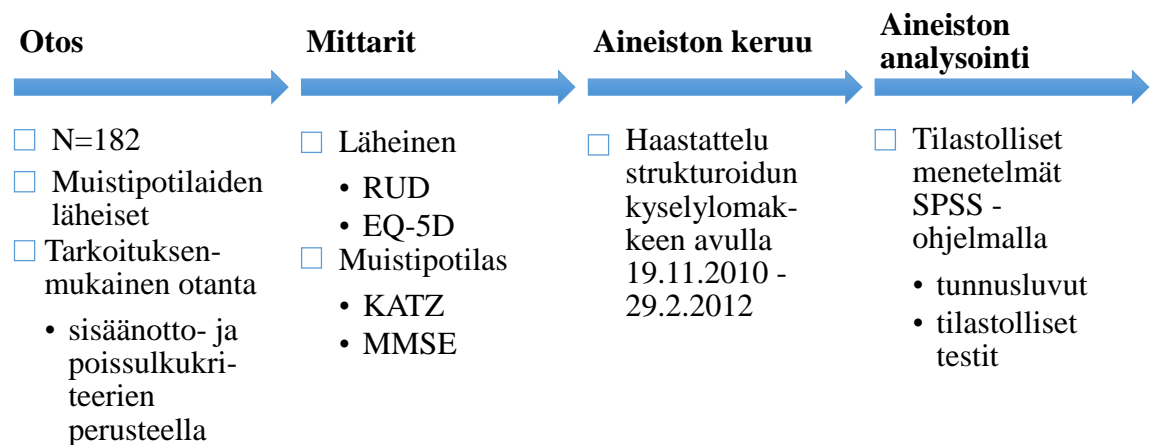 Otos
N=182
Muistipotilaiden
läheiset
Tarkoituksen-
mukainen otanta
• sisäänotto- ja
poissulkukri-
teerien
perusteella
Mittarit
Läheinen
• RUD
• EQ-5D
Muistipotilas
• KATZ
• MMSE
Aineiston keruu
Haastattelu
strukturoidun
kyselylomak-
keen avulla
19.11.2010 -
29.2.2012
Aineiston
analysointi
Tilastolliset
menetelmät
SPSS -
ohjelmalla
• tunnusluvut
• tilastolliset
testit